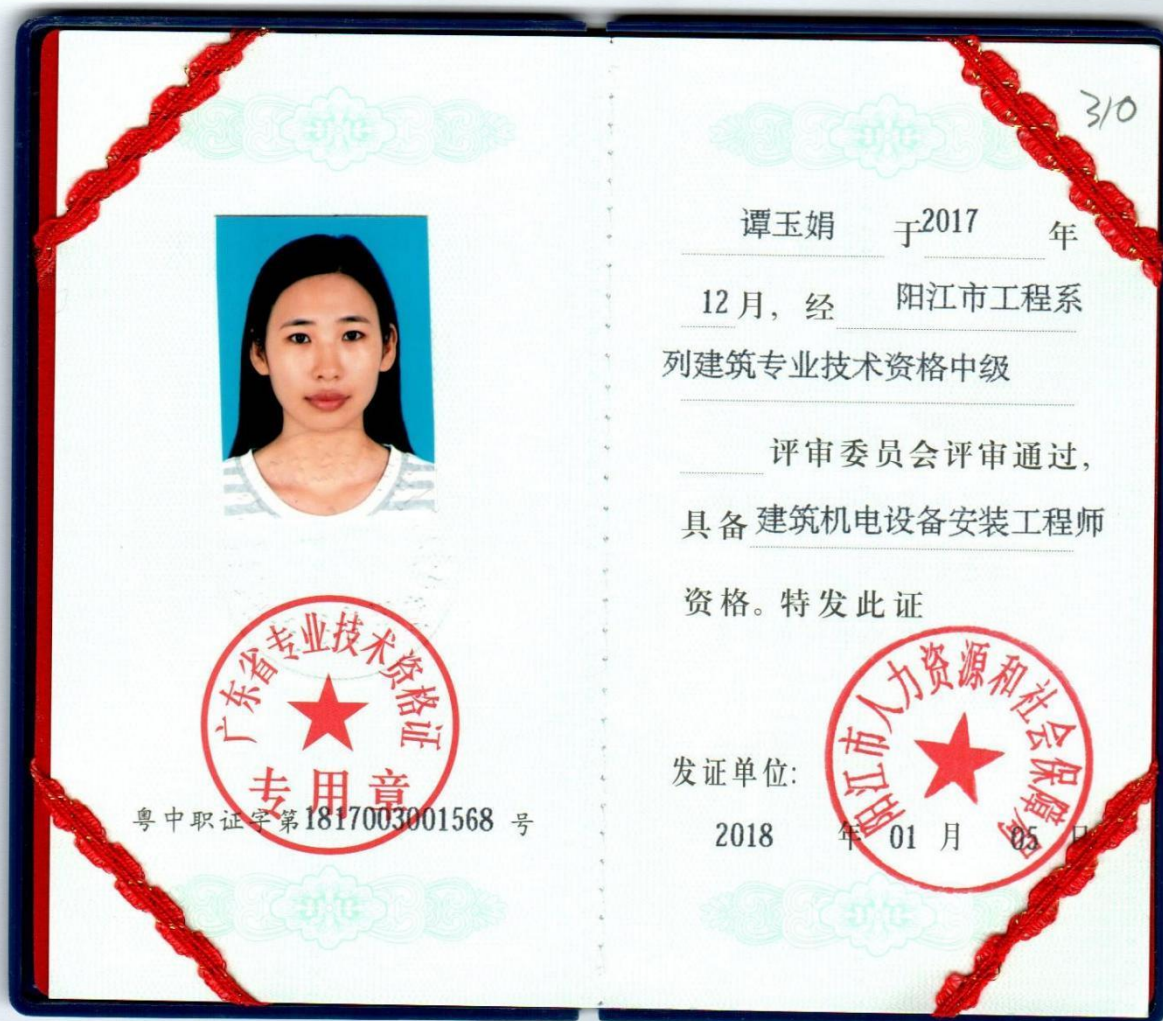 广东省专业技术资格证
专用章
粤中职证字第1817003001568 号
310
谭玉娟 于2017 年
12月, 经 阳江市工程系
列建筑专业技术资格中级
评审委员会评审通过,
具备 建筑机电设备安装工程师
资格。特发此证
阳江市人力资源和社会保障局
发证单位:
2018 年 01 月 05 日